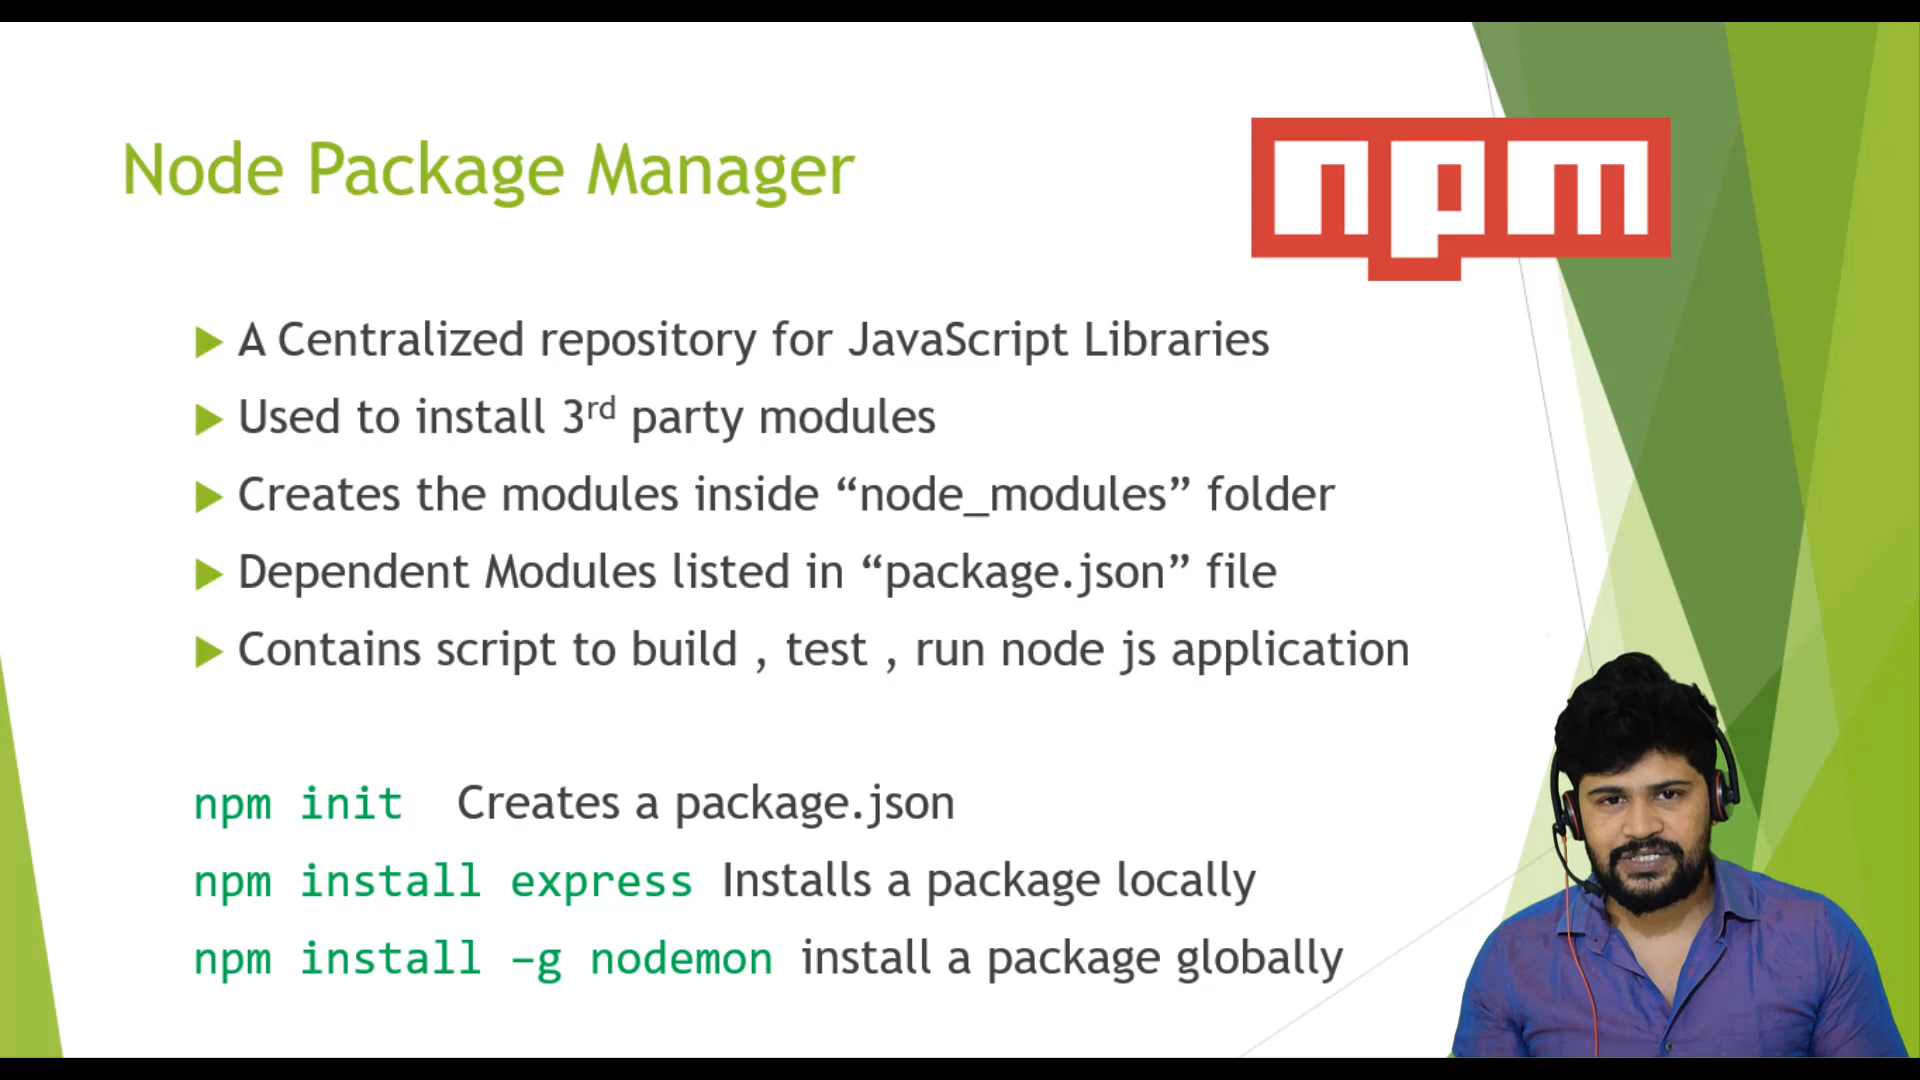 Node Package Manager
npm
A Centralized repository for JavaScript Libraries
Used to install 3rd party modules
Creates the modules inside “node_modules” folder
Dependent Modules listed in “package.json” file
Contains script to build , test , run node js application
npm init Creates a package.json
npm install express Installs a package locally
npm install –g nodemon install a package globally